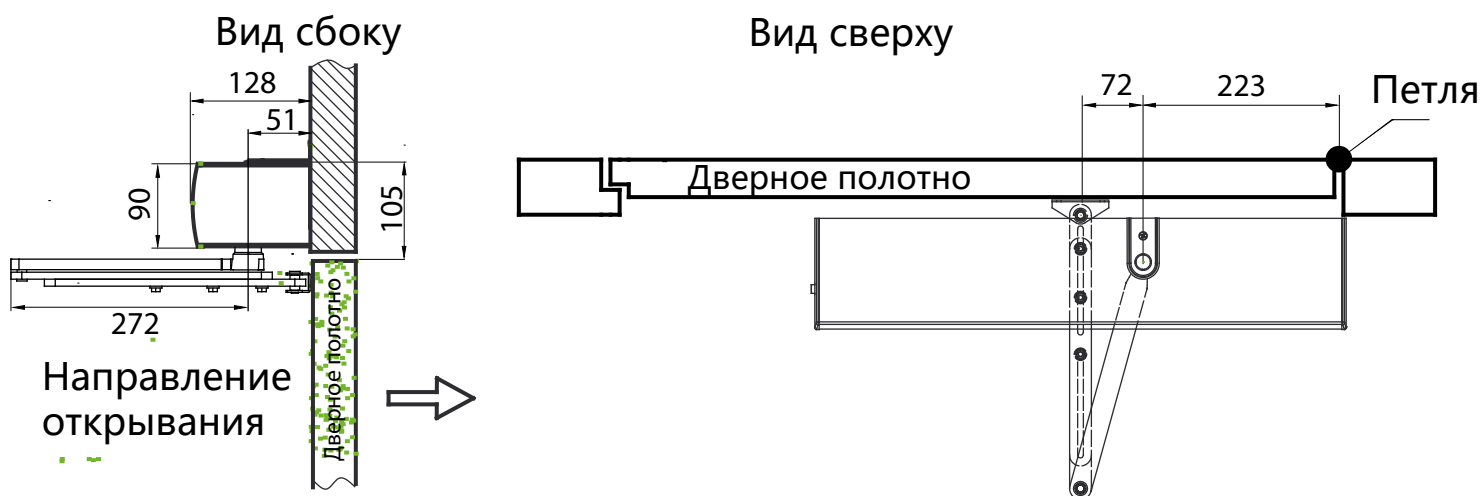 Вид сбоку
Вид сверху
128
51
90
105
272
Дверное полотно
Направление
открывания
72
223
Петля
Дверное полотно